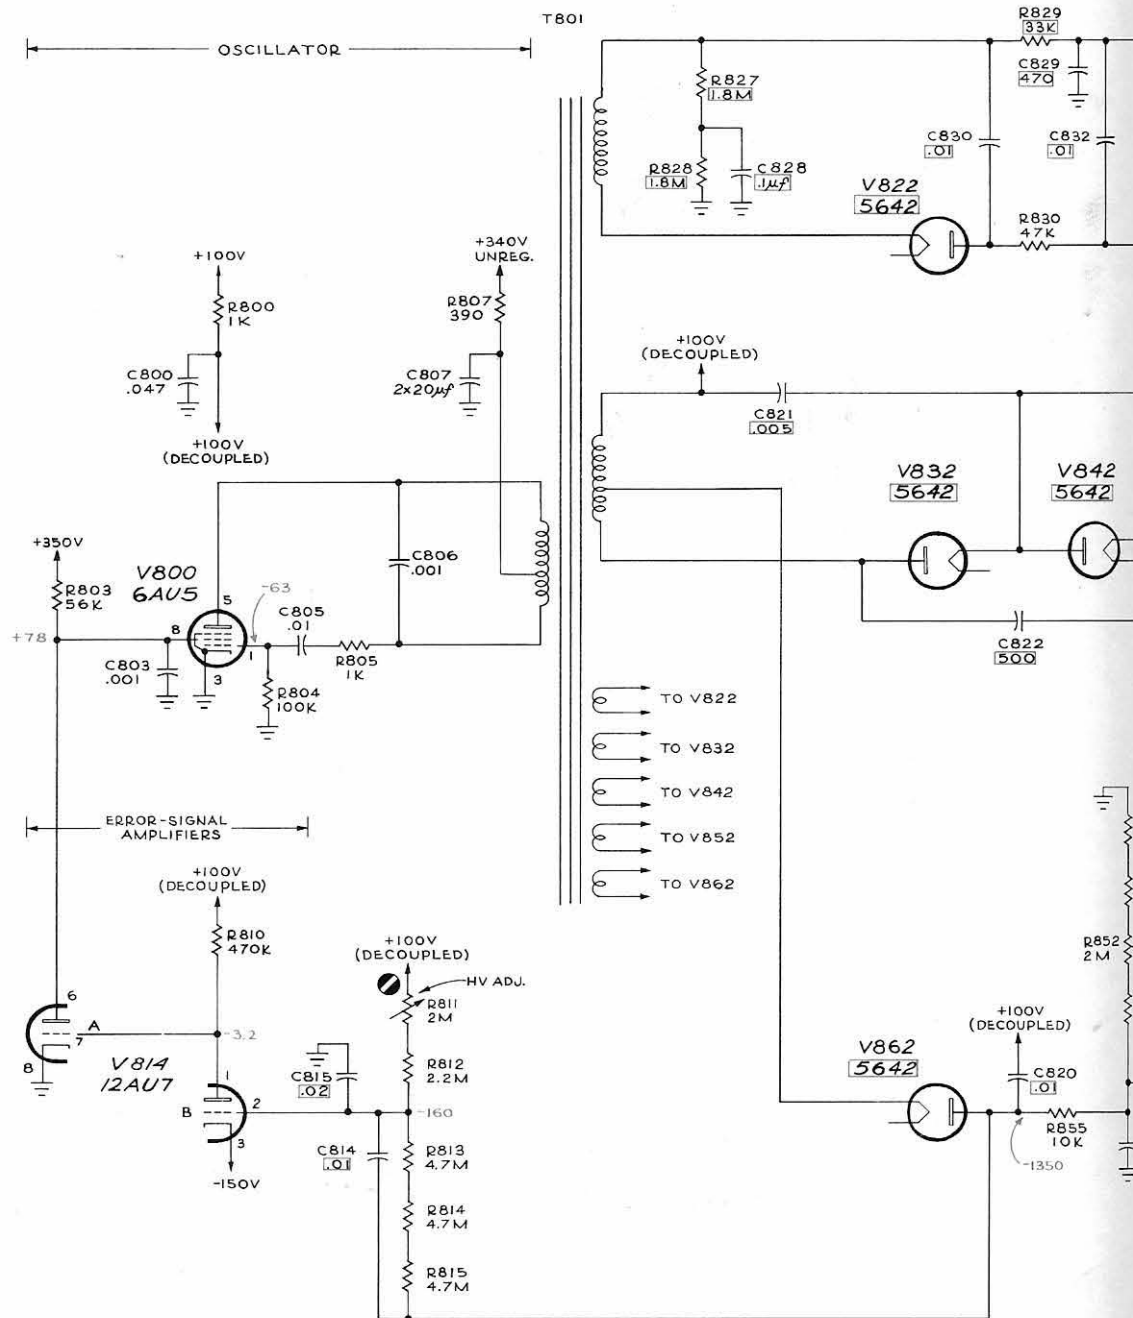 T801
OSCILLATOR
R829
33K
C829
470
R827
1.8M
C830
.01
C832
.01
R828
1.8M
C828
.1µf
V822
5642
R830
47K
+100V
+340V
UNREG.
R800
1K
R807
390
C800
.047
C807
2x20µf
+100V
(DECOUPLED)
+100V
(DECOUPLED)
C821
.005
V832
5642
V842
5642
+350V
R803
56K
V800
6AU5
C806
.001
-63
5
C805
.01
+78
8
1
3
C803
.001
R805
1K
R804
100K
C822
500
TO V822
TO V832
TO V842
TO V852
TO V862
ERROR-SIGNAL
AMPLIFIERS
+100V
(DECOUPLED)
R810
470K
+100V
(DECOUPLED)
HV ADJ.
R811
2M
R852
2M
6
A
7
8
-3.2
V814
12AU7
+100V
(DECOUPLED)
R812
2.2M
C815
.02
V862
5642
C820
.01
1
B
2
3
-160
R855
10K
-150V
C814
.01
R813
4.7M
-1350
R814
4.7M
R815
4.7M